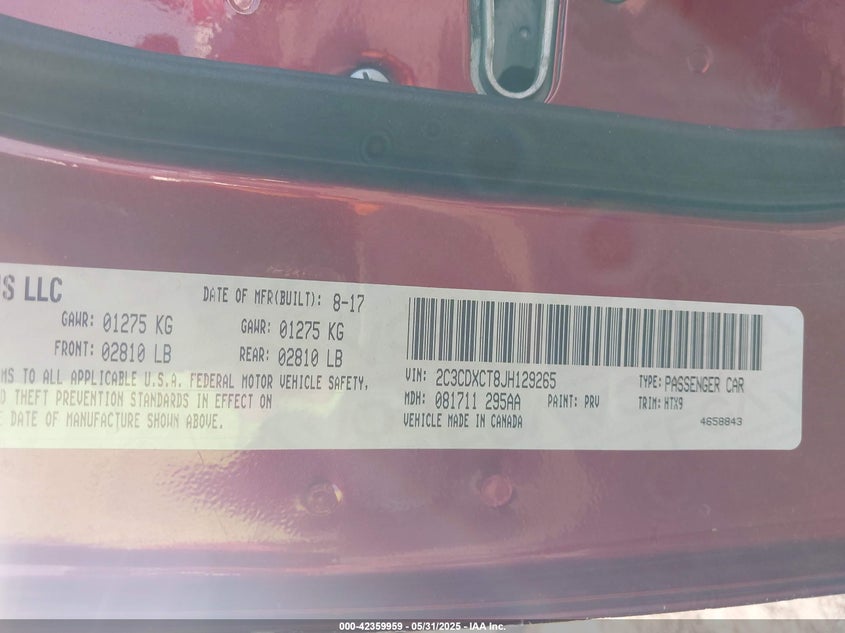 US LLC
DATE OF MFR(BUILT): 8-17
GAWR: 01275 KG GAWR: 01275 KG
FRONT: 02810 LB REAR: 02810 LB
MS TO ALL APPLICABLE U.S.A. FEDERAL MOTOR VEHICLE SAFETY,
D THEFT PREVENTION STANDARDS IN EFFECT ON
E DATE OF MANUFACTURE SHOWN ABOVE.
VIN: 2C3CDXCT8JH129265 TYPE: PASSENGER CAR
MDH: 081711 295AA PAINT: PRV TRIM: HTX9
VEHICLE MADE IN CANADA 4658843
000-42359959 - 05/31/2025 - IAA Inc.